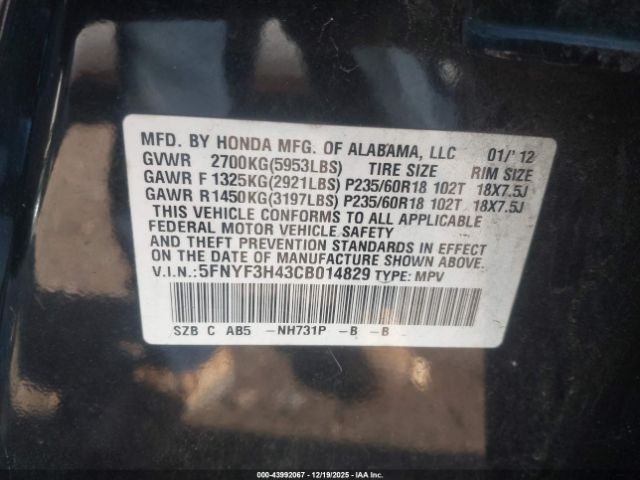 MFD. BY HONDA MFG. OF ALABAMA, LLC 01/'12
GVWR 2700KG(5953LBS) TIRE SIZE RIM SIZE
GAWR F 1325KG(2921LBS) P235/60R18 102T 18X7.5J
GAWR R1450KG(3197LBS) P235/60R18 102T 18X7.5J
THIS VEHICLE CONFORMS TO ALL APPLICABLE
FEDERAL MOTOR VEHICLE SAFETY
AND THEFT PREVENTION STANDARDS IN EFFECT
ON THE DATE OF MANUFACTURE SHOWN ABOVE.
V.I.N.:5FNYF3H43CB014829 TYPE: MPV
SZB C AB5 -NH731P -B -B
000-43992067 - 12/19/2025 - IAA Inc.